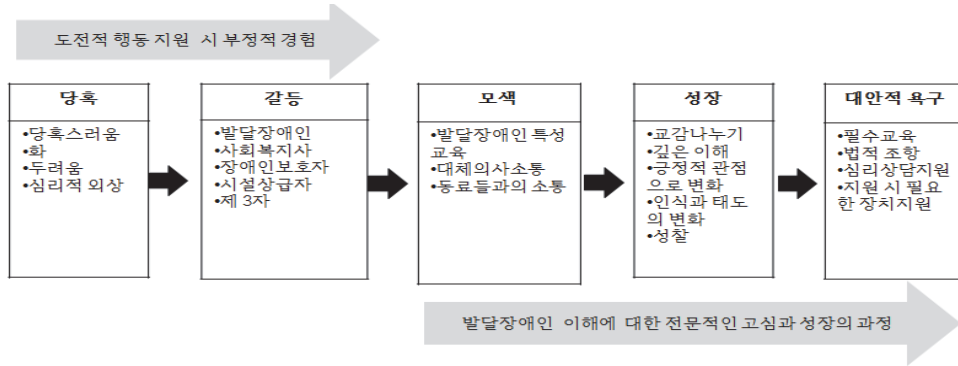 도전적 행동 지원 시 부정적 경험
당혹
•당혹스러움
•화
•두려움
•심리적 외상
갈등
•발달장애인
•사회복지사
•장애인보호자
•시설상급자
•제 3자
모색
•발달장애인 특성
교육
•대체의사소통
•동료들과의 소통
성장
•교감나누기
•깊은 이해
•긍정적 관점
으로 변화
•인식과 태도
의 변화
•성찰
대안적 욕구
•필수교육
•법적 조항
•심리상담지원
•지원 시 필요
한 장치지원
발달장애인 이해에 대한 전문적인 고심과 성장의 과정